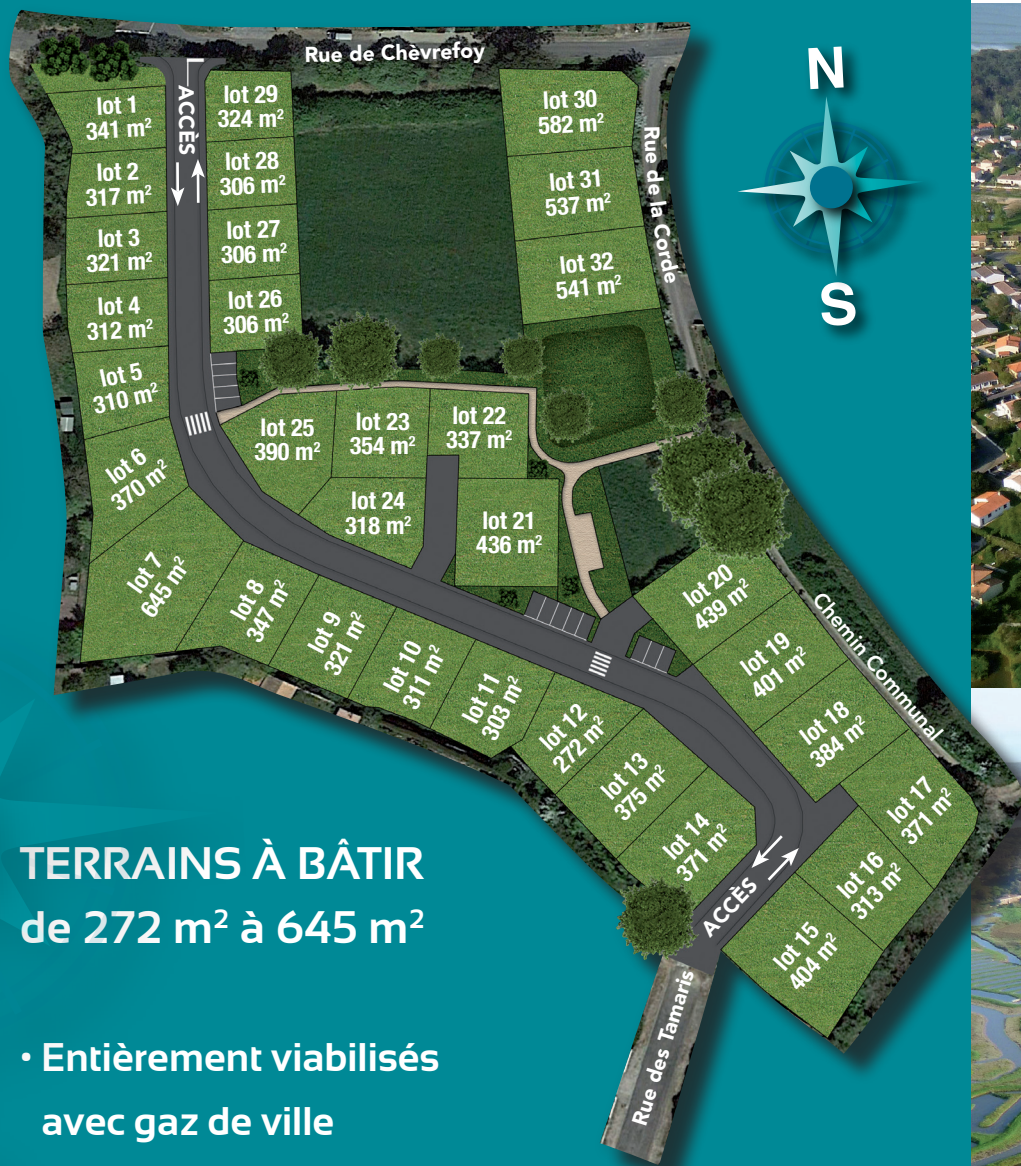 Rue de Chèvrefoy
N
S
ACCÈS
lot 1
341 m²
lot 2
317 m²
lot 3
321 m²
lot 4
312 m²
lot 5
310 m²
lot 6
370 m²
lot 7
645 m²
lot 8
347 m²
lot 9
321 m²
lot 10
311 m²
lot 11
303 m²
lot 12
272 m²
lot 13
375 m²
lot 14
371 m²
lot 15
404 m²
lot 16
313 m²
lot 17
371 m²
lot 18
384 m²
lot 19
401 m²
lot 20
439 m²
lot 21
436 m²
lot 22
337 m²
lot 23
354 m²
lot 24
318 m²
lot 25
390 m²
lot 26
306 m²
lot 27
306 m²
lot 28
306 m²
lot 29
324 m²
lot 30
582 m²
lot 31
537 m²
lot 32
541 m²
Rue de la Corde
Chemin Communal
ACCÈS
Rue des Tamaris
TERRAINS À BÂTIR
de 272 m² à 645 m²
• Entièrement viabilisés
avec gaz de ville